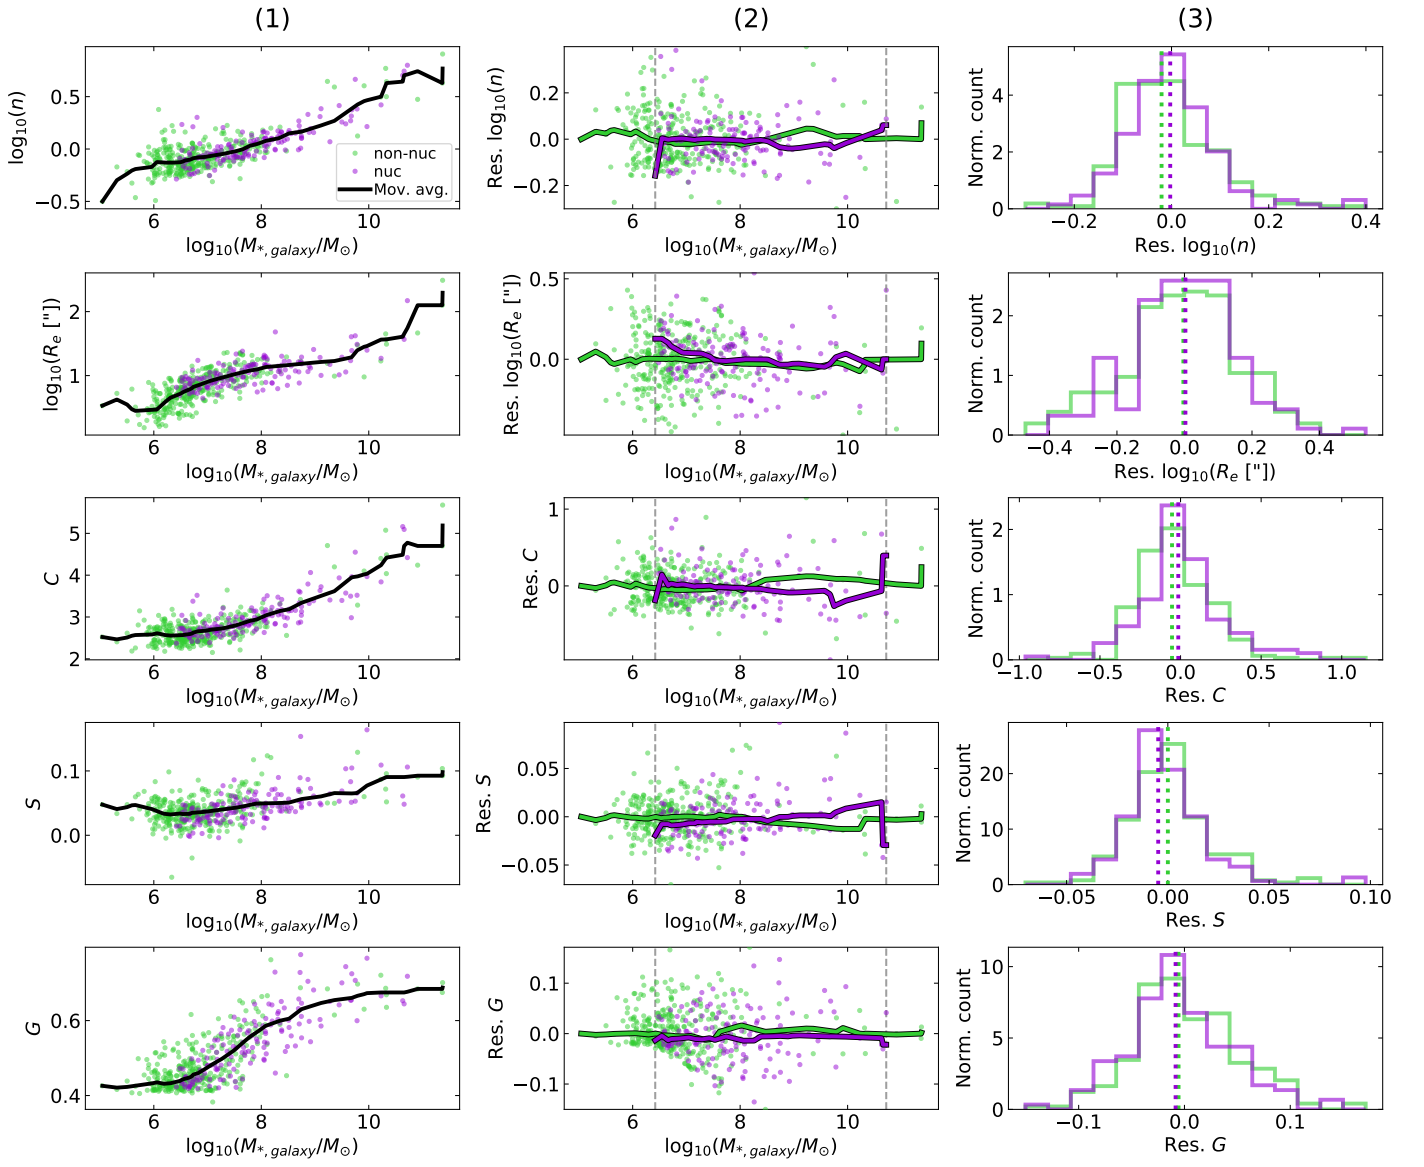 (1) (2) (3)
log₁₀(n)
0.5
0.0
−0.5
6 8 10
log₁₀(M*,galaxy/M⊙)
non-nuc
nuc
Mov. avg.
Res. log₁₀(n)
0.2
0.0
−0.2
6 8 10
log₁₀(M*,galaxy/M⊙)
Norm. count
4
2
0
−0.2 0.0 0.2 0.4
Res. log₁₀(n)
log₁₀(Rₑ ["])
2
1
6 8 10
log₁₀(M*,galaxy/M⊙)
Res. log₁₀(Rₑ ["])
0.5
0.0
6 8 10
log₁₀(M*,galaxy/M⊙)
Norm. count
2
1
0
−0.4 −0.2 0.0 0.2 0.4
Res. log₁₀(Rₑ ["])
C
5
4
3
2
6 8 10
log₁₀(M*,galaxy/M⊙)
Res. C
1
0
6 8 10
log₁₀(M*,galaxy/M⊙)
Norm. count
2
1
0
−1.0 −0.5 0.0 0.5 1.0
Res. C
S
0.1
0.0
6 8 10
log₁₀(M*,galaxy/M⊙)
Res. S
0.05
0.00
−0.05
6 8 10
log₁₀(M*,galaxy/M⊙)
Norm. count
20
10
0
−0.05 0.00 0.05 0.10
Res. S
G
0.6
0.4
6 8 10
log₁₀(M*,galaxy/M⊙)
Res. G
0.1
0.0
−0.1
6 8 10
log₁₀(M*,galaxy/M⊙)
Norm. count
10
5
0
−0.1 0.0 0.1
Res. G